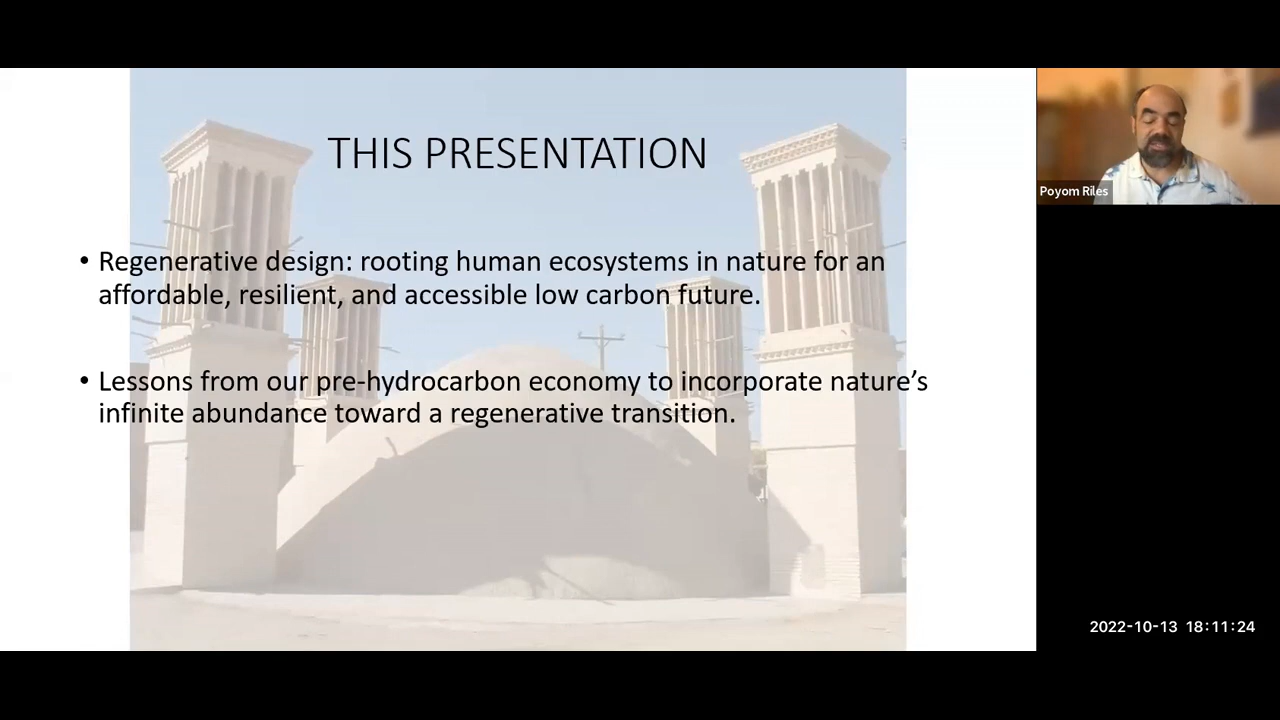 THIS PRESENTATION
• Regenerative design: rooting human ecosystems in nature for an
affordable, resilient, and accessible low carbon future.
• Lessons from our pre-hydrocarbon economy to incorporate nature’s
infinite abundance toward a regenerative transition.
Poyom Riles
2022-10-13 18:11:24